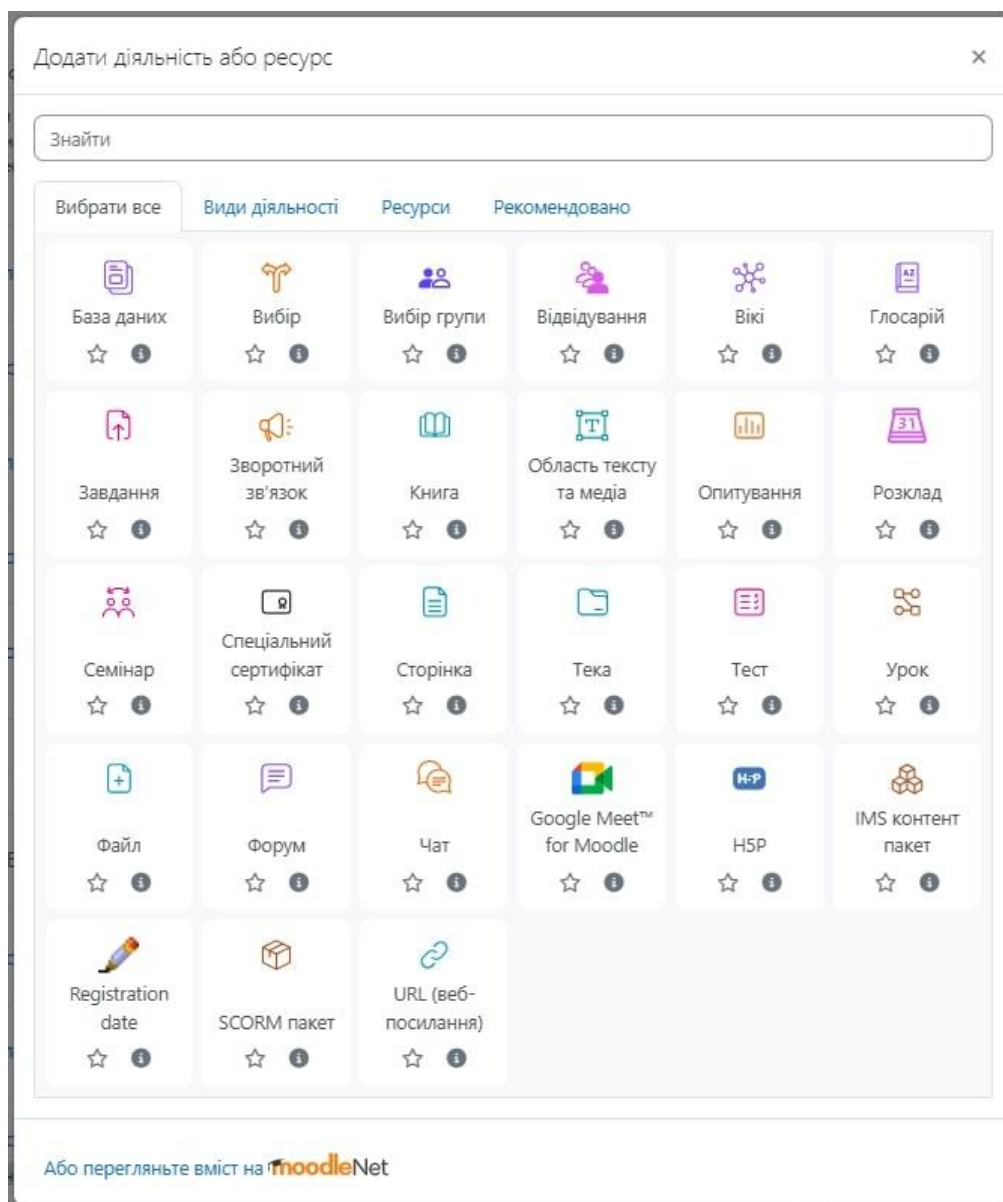 Додати діяльність або ресурс
Знайти
Вибрати все Види діяльності Ресурси Рекомендовано
База даних Вибір Вибір групи Відвідування Вікі Глосарій
Завдання Зворотний зв'язок Книга Область тексту та медіа Опитування Розклад
Семінар Спеціальний сертифікат Сторінка Тека Тест Урок
Файл Форум Чат Google Meet™ for Moodle H5P IMS контент пакет
Registration date SCORM пакет URL (веб-посилання)
Або перегляньте вміст на moodleNet